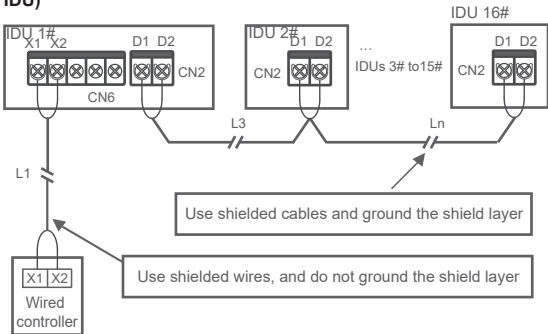 IDU)
IDU 1#
IDU 2#
IDU 16#
X1 X2
D1 D2
D1 D2
...
D1 D2
CN2
CN2
IDUs 3# to15#
CN2
CN6
L3
Ln
L1
Use shielded cables and ground the shield layer
Use shielded wires, and do not ground the shield layer
X1 X2
Wired
controller